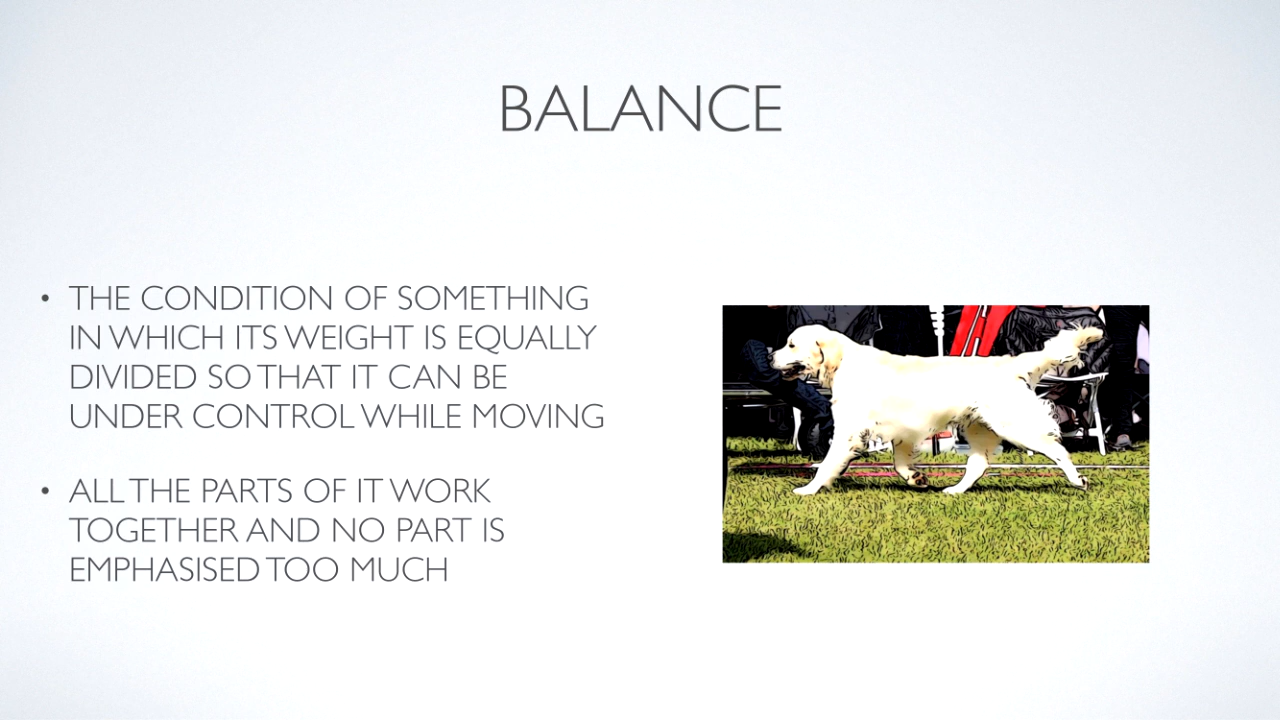 BALANCE
• THE CONDITION OF SOMETHING
IN WHICH ITS WEIGHT IS EQUALLY
DIVIDED SO THAT IT CAN BE
UNDER CONTROL WHILE MOVING
• ALL THE PARTS OF IT WORK
TOGETHER AND NO PART IS
EMPHASISED TOO MUCH